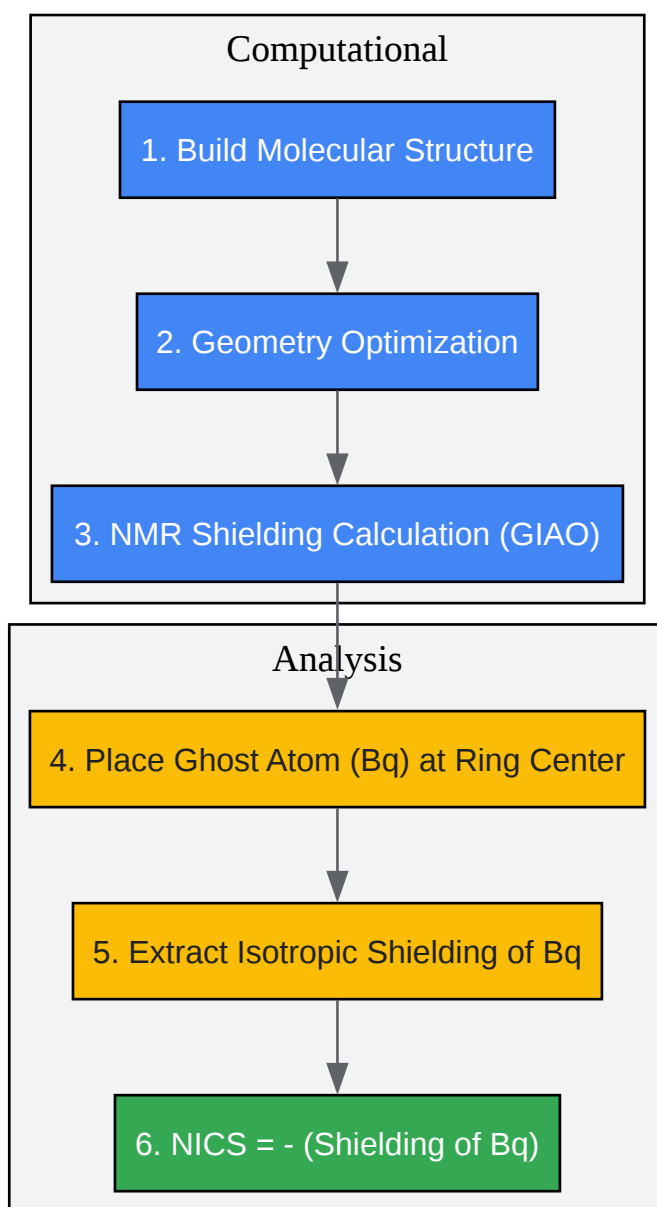 Computational
1. Build Molecular Structure
2. Geometry Optimization
3. NMR Shielding Calculation (GIAO)
Analysis
4. Place Ghost Atom (Bq) at Ring Center
5. Extract Isotropic Shielding of Bq
6. NICS = - (Shielding of Bq)